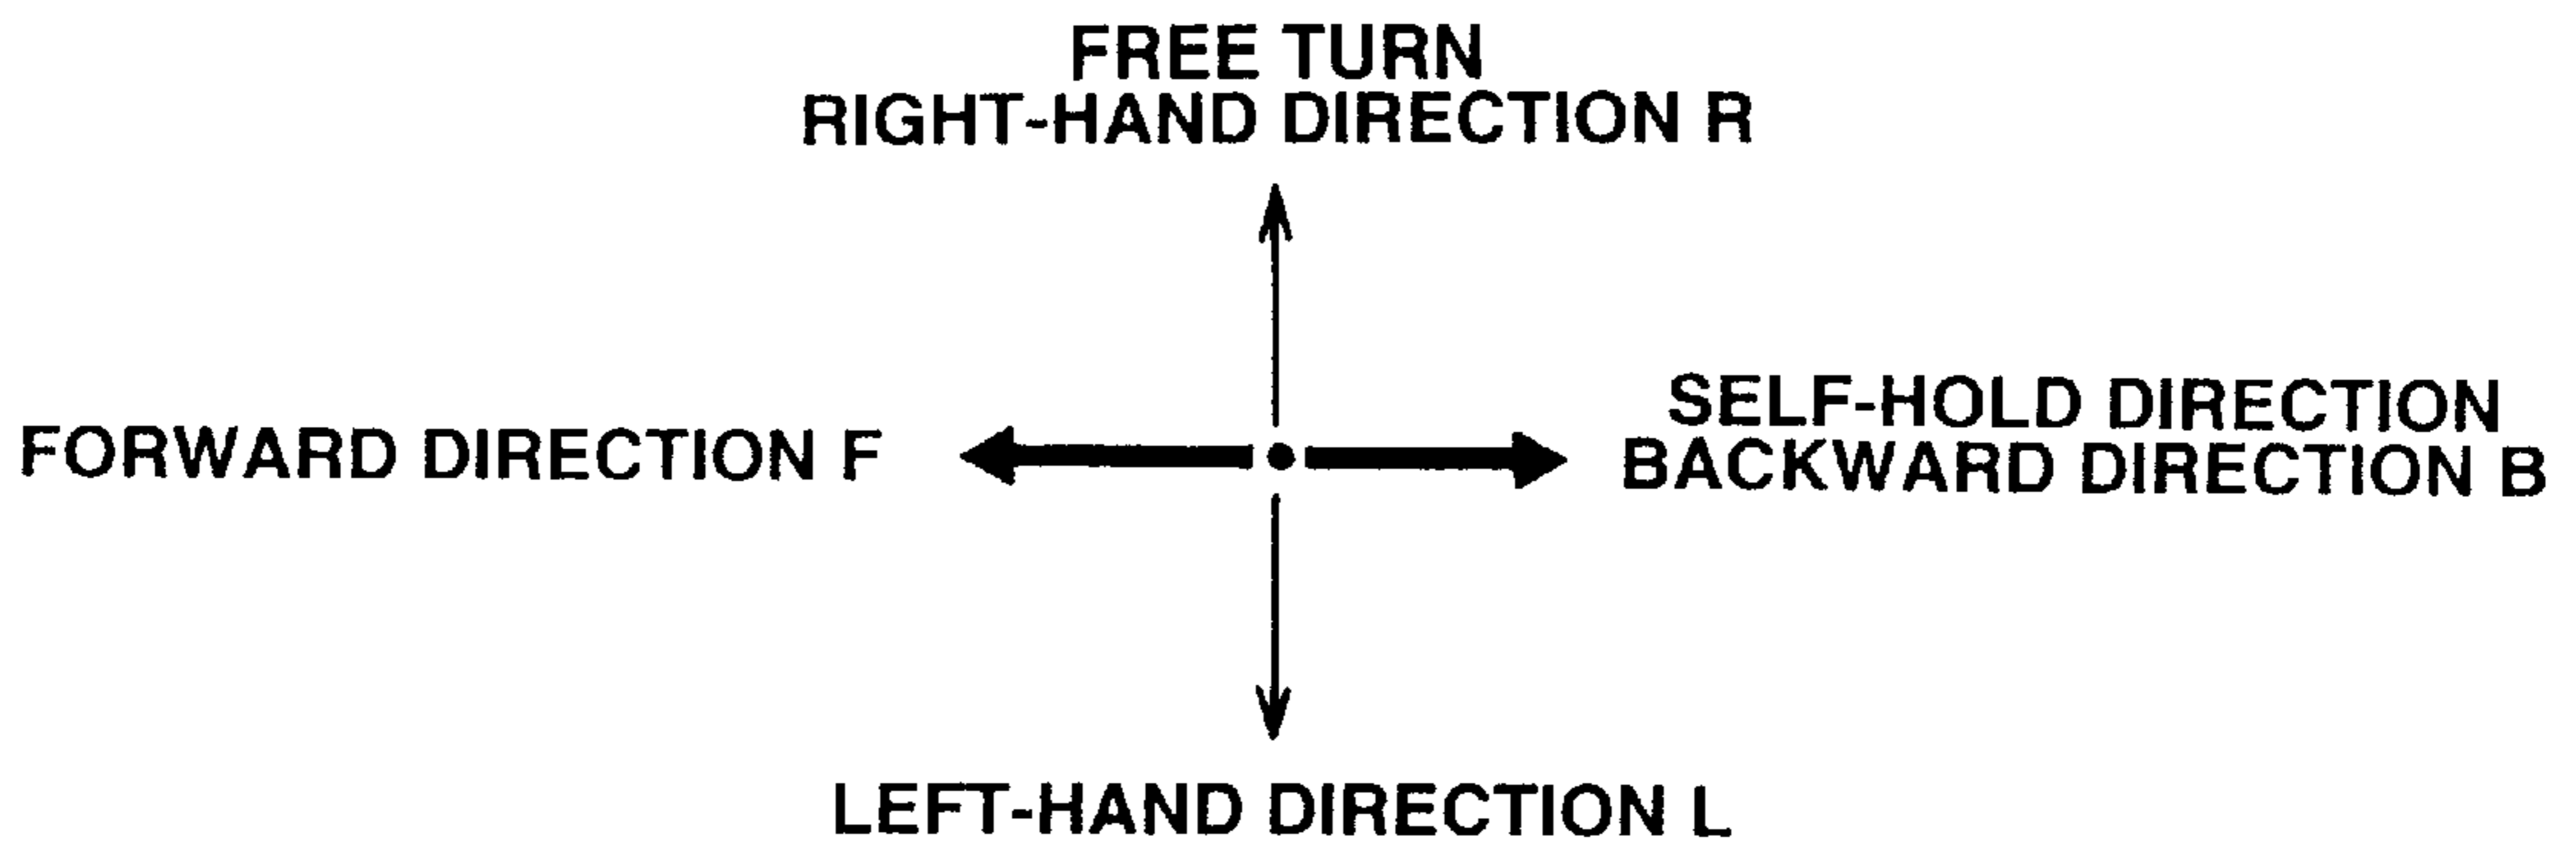 FREE TURN
RIGHT-HAND DIRECTION R
FORWARD DIRECTION F
SELF-HOLD DIRECTION
BACKWARD DIRECTION B
LEFT-HAND DIRECTION L